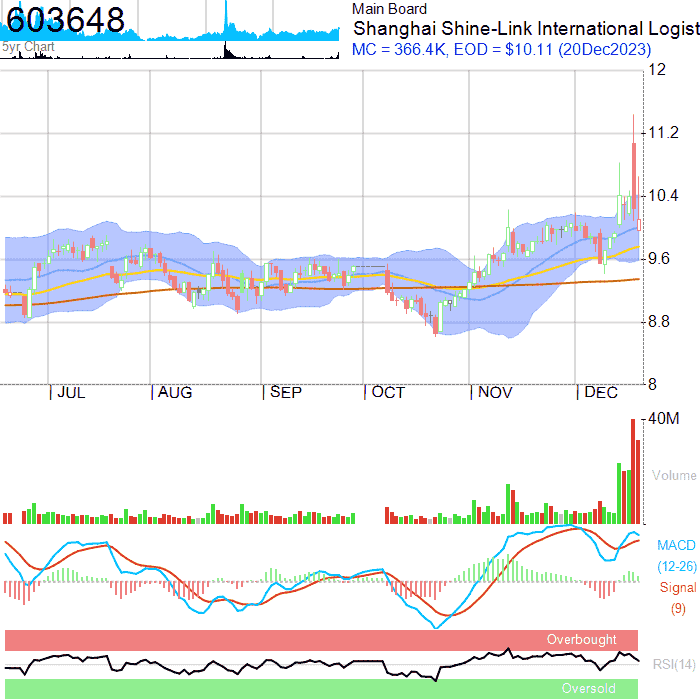 603648
5yr Chart
Main Board
Shanghai Shine-Link International Logist
MC = 366.4K, EOD = $10.11 (20Dec2023)
12
11.2
10.4
9.6
8.8
8
JUL AUG SEP OCT NOV DEC
40M
Volume
MACD
(12-26)
Signal
(9)
Overbought
RSI(14)
Oversold